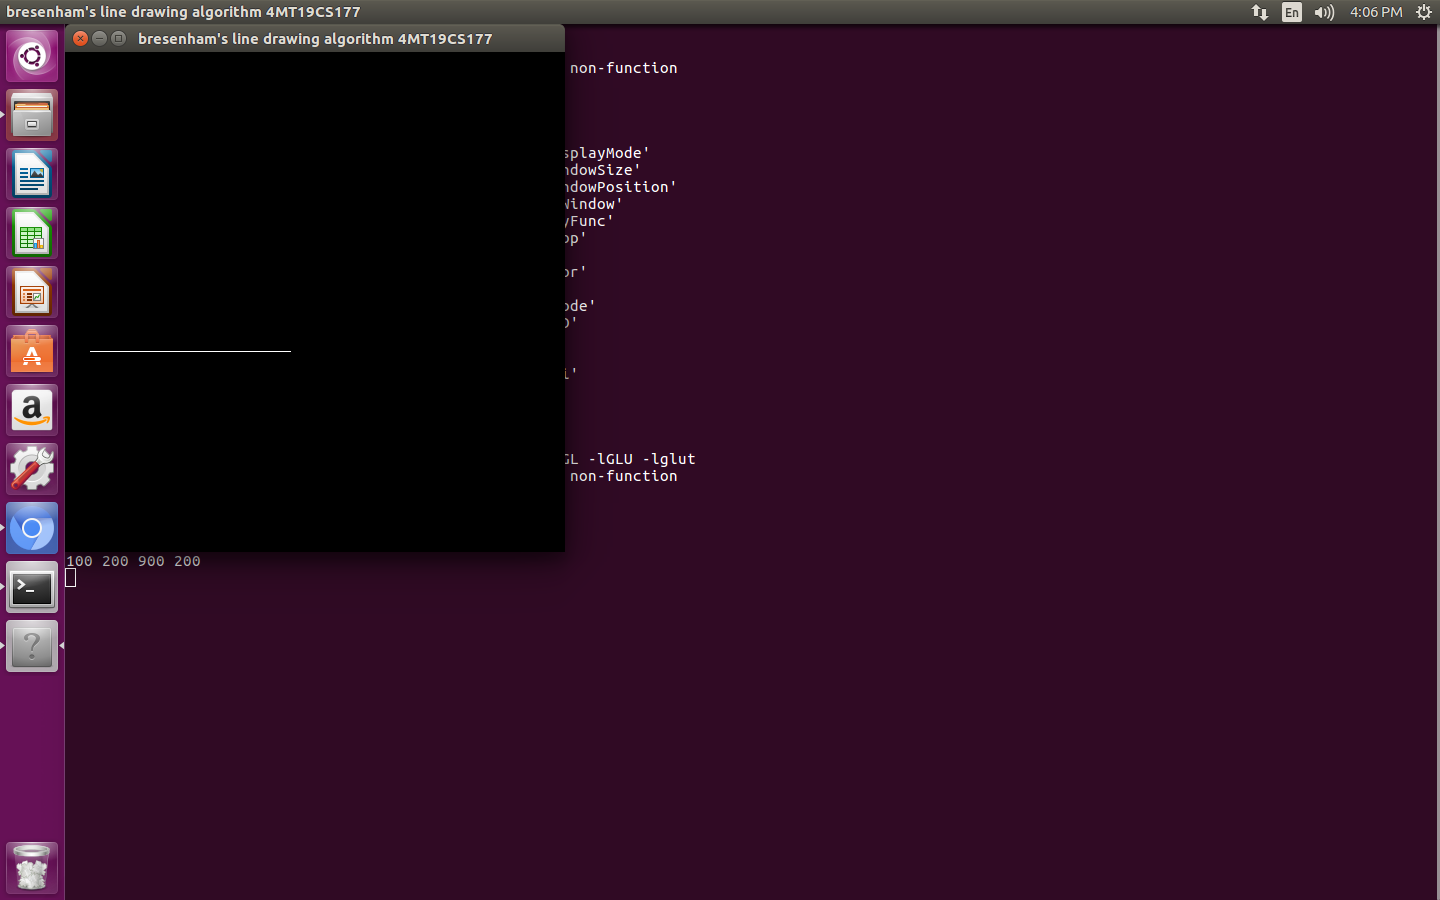 bresenham's line drawing algorithm 4MT19CS177
En
4:06 PM
bresenham's line drawing algorithm 4MT19CS177
non-function
splayMode'
ndowSize'
ndowPosition'
Window'
yFunc'
op'
or'
ode'
D'
i'
GL -lGLU -lglut
non-function
100 200 900 200